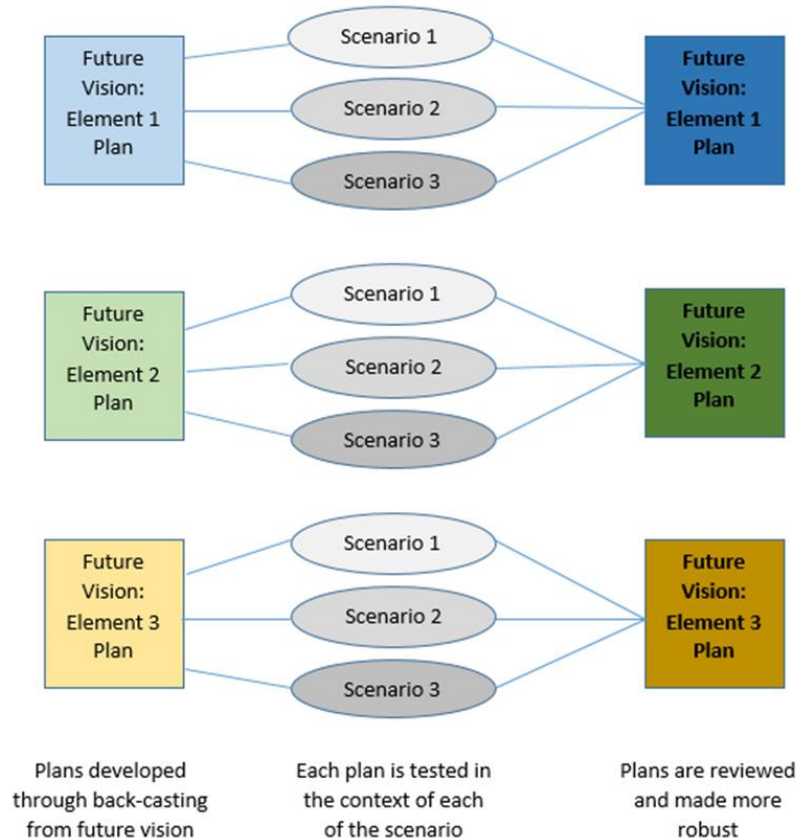 Future
Vision:
Element 1
Plan
Scenario 1
Scenario 2
Scenario 3
Future
Vision:
Element 1
Plan
Future
Vision:
Element 2
Plan
Scenario 1
Scenario 2
Scenario 3
Future
Vision:
Element 2
Plan
Future
Vision:
Element 3
Plan
Scenario 1
Scenario 2
Scenario 3
Future
Vision:
Element 3
Plan
Plans developed
through back-casting
from future vision
Each plan is tested in
the context of each
of the scenario
Plans are reviewed
and made more
robust